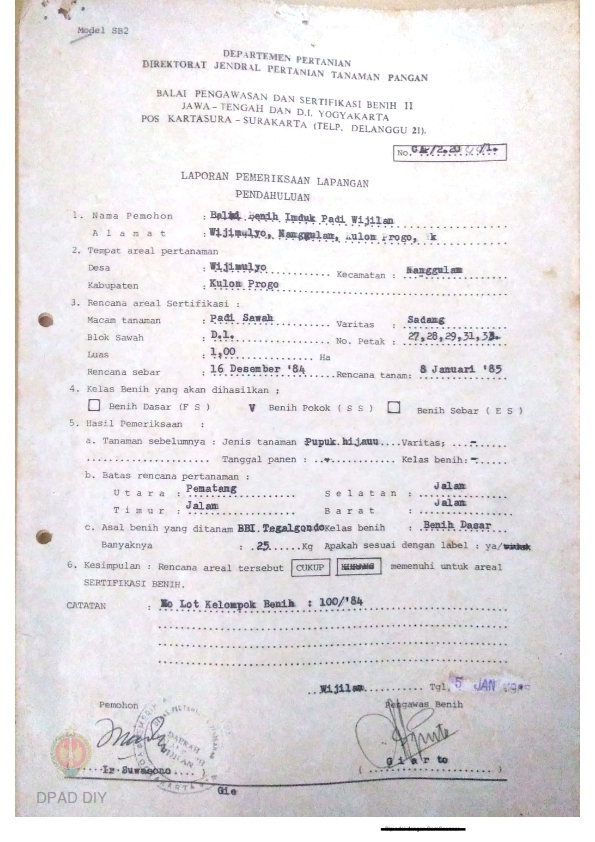 Model SB2
DEPARTEMEN PERTANIAN
DIREKTORAT JENDRAL PERTANIAN TANAMAN PANGAN
BALAI PENGAWASAN DAN SERTIFIKASI BENIH II
JAWA - TENGAH DAN D.I. YOGYAKARTA
POS KARTASURA - SURAKARTA (TELP. DELANGGU 21).
No.
LAPORAN PEMERIKSAAN LAPANGAN
PENDAHULUAN
1. Nama Pemohon : Balai Benih Induk Padi Wijilan
A l a m a t : Wijimulyo, Nanggulan, Kulon Progo,
2. Tempat areal pertanaman
Desa : Wijimulyo Kecamatan : Nanggulan
Kabupaten : Kulon Progo
3. Rencana areal Sertifikasi :
Macam tanaman : Padi Sawah Varitas : Sadang
Blok Sawah : D.1. No. Petak : 27,28,29,31,
Luas : 1,00 Ha
Rencana sebar : 16 Desember '84 Rencana tanam: 8 Januari '85
4. Kelas Benih yang akan dihasilkan ;
Benih Dasar (F S ) V Benih Pokok ( S S ) Benih Sebar ( E S )
5. Hasil Pemeriksaan :
a. Tanaman sebelumnya : Jenis tanaman Pupuk hijau Varitas; -
Tanggal panen : - Kelas benih: -
b. Batas rencana pertanaman :
U t a r a : Pematang S e l a t a n : Jalan
T i m u r : Jalan B a r a t : Jalan
c. Asal benih yang ditanam BBI.Tegalgondo Kelas benih : Benih Dasar
Banyaknya : 25 Kg Apakah sesuai dengan label : ya/
6. Kesimpulan : Rencana areal tersebut CUKUP KURANG memenuhi untuk areal
SERTIFIKASI BENIH.
CATATAN : No Lot Kelompok Benih : 100/'84
Wijilan Tgl, 5 JAN
Pemohon Pengawas Benih
Ir Suwagono ) G i a r t o
( )
Gie
DPAD DIY